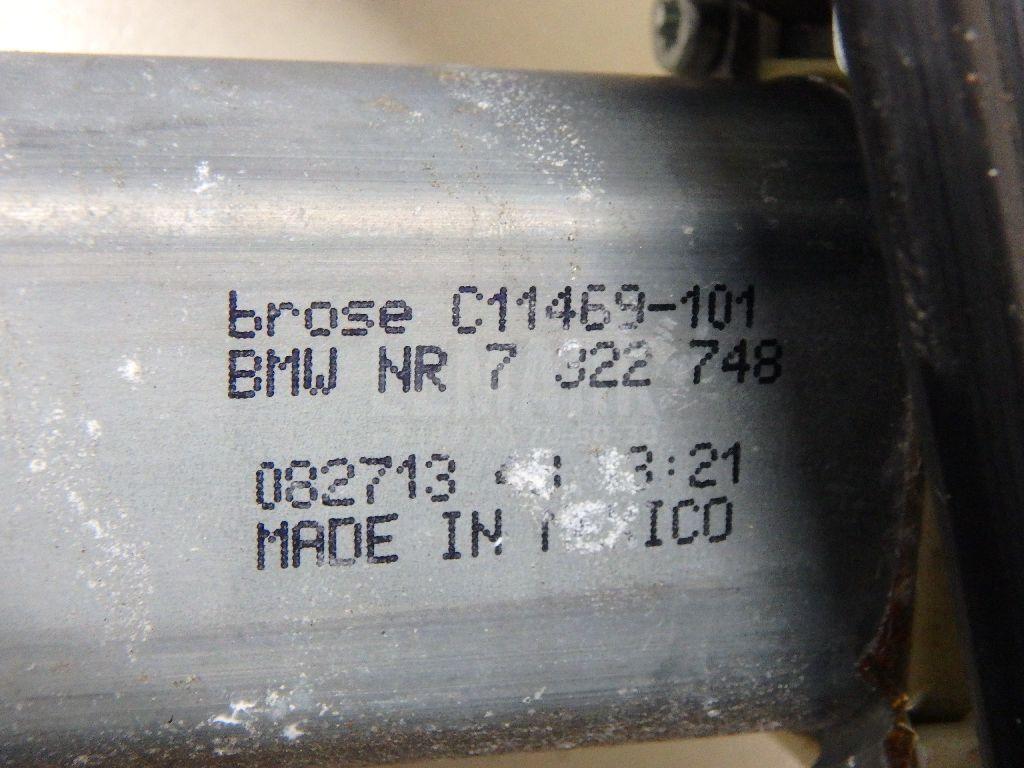 brose C11469-101
BMW NR 7 322 748
082713
MADE IN